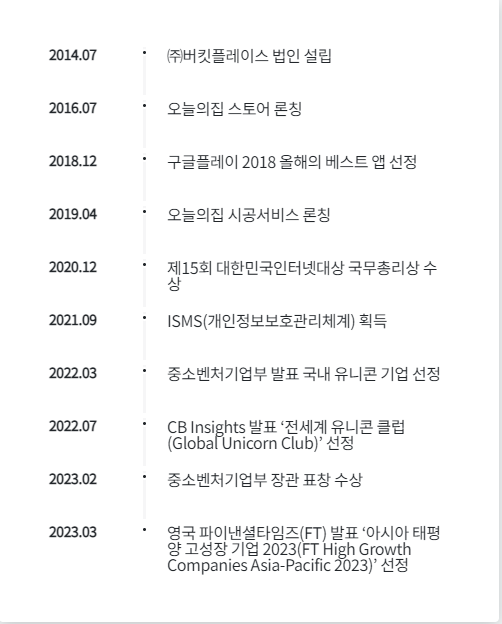 2014.07 ㈜버킷플레이스 법인 설립
2016.07 오늘의집 스토어 론칭
2018.12 구글플레이 2018 올해의 베스트 앱 선정
2019.04 오늘의집 시공서비스 론칭
2020.12 제15회 대한민국인터넷대상 국무총리상 수
상
2021.09 ISMS(개인정보보호관리체계) 획득
2022.03 중소벤처기업부 발표 국내 유니콘 기업 선정
2022.07 CB Insights 발표 ‘전세계 유니콘 클럽
(Global Unicorn Club)’ 선정
2023.02 중소벤처기업부 장관 표창 수상
2023.03 영국 파이낸셜타임즈(FT) 발표 ‘아시아 태평
양 고성장 기업 2023(FT High Growth
Companies Asia-Pacific 2023)’ 선정